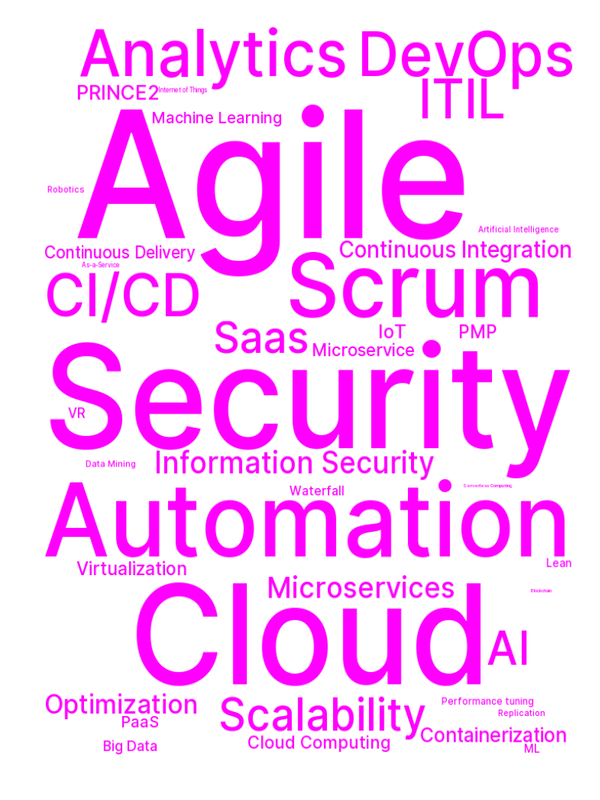 Analytics
DevOps
PRINCE2
Internet of Things
ITIL
Machine Learning
Agile
Robotics
Artificial Intelligence
Continuous Delivery
Continuous Integration
As-a-Service
CI/CD
Scrum
Saas
IoT
PMP
Microservice
Security
VR
Data Mining
Information Security
Waterfall
Automation
Lean
Virtualization
Microservices
Blockchain
Cloud
AI
Optimization
Scalability
Performance tuning
Replication
PaaS
Containerization
Big Data
Cloud Computing
ML